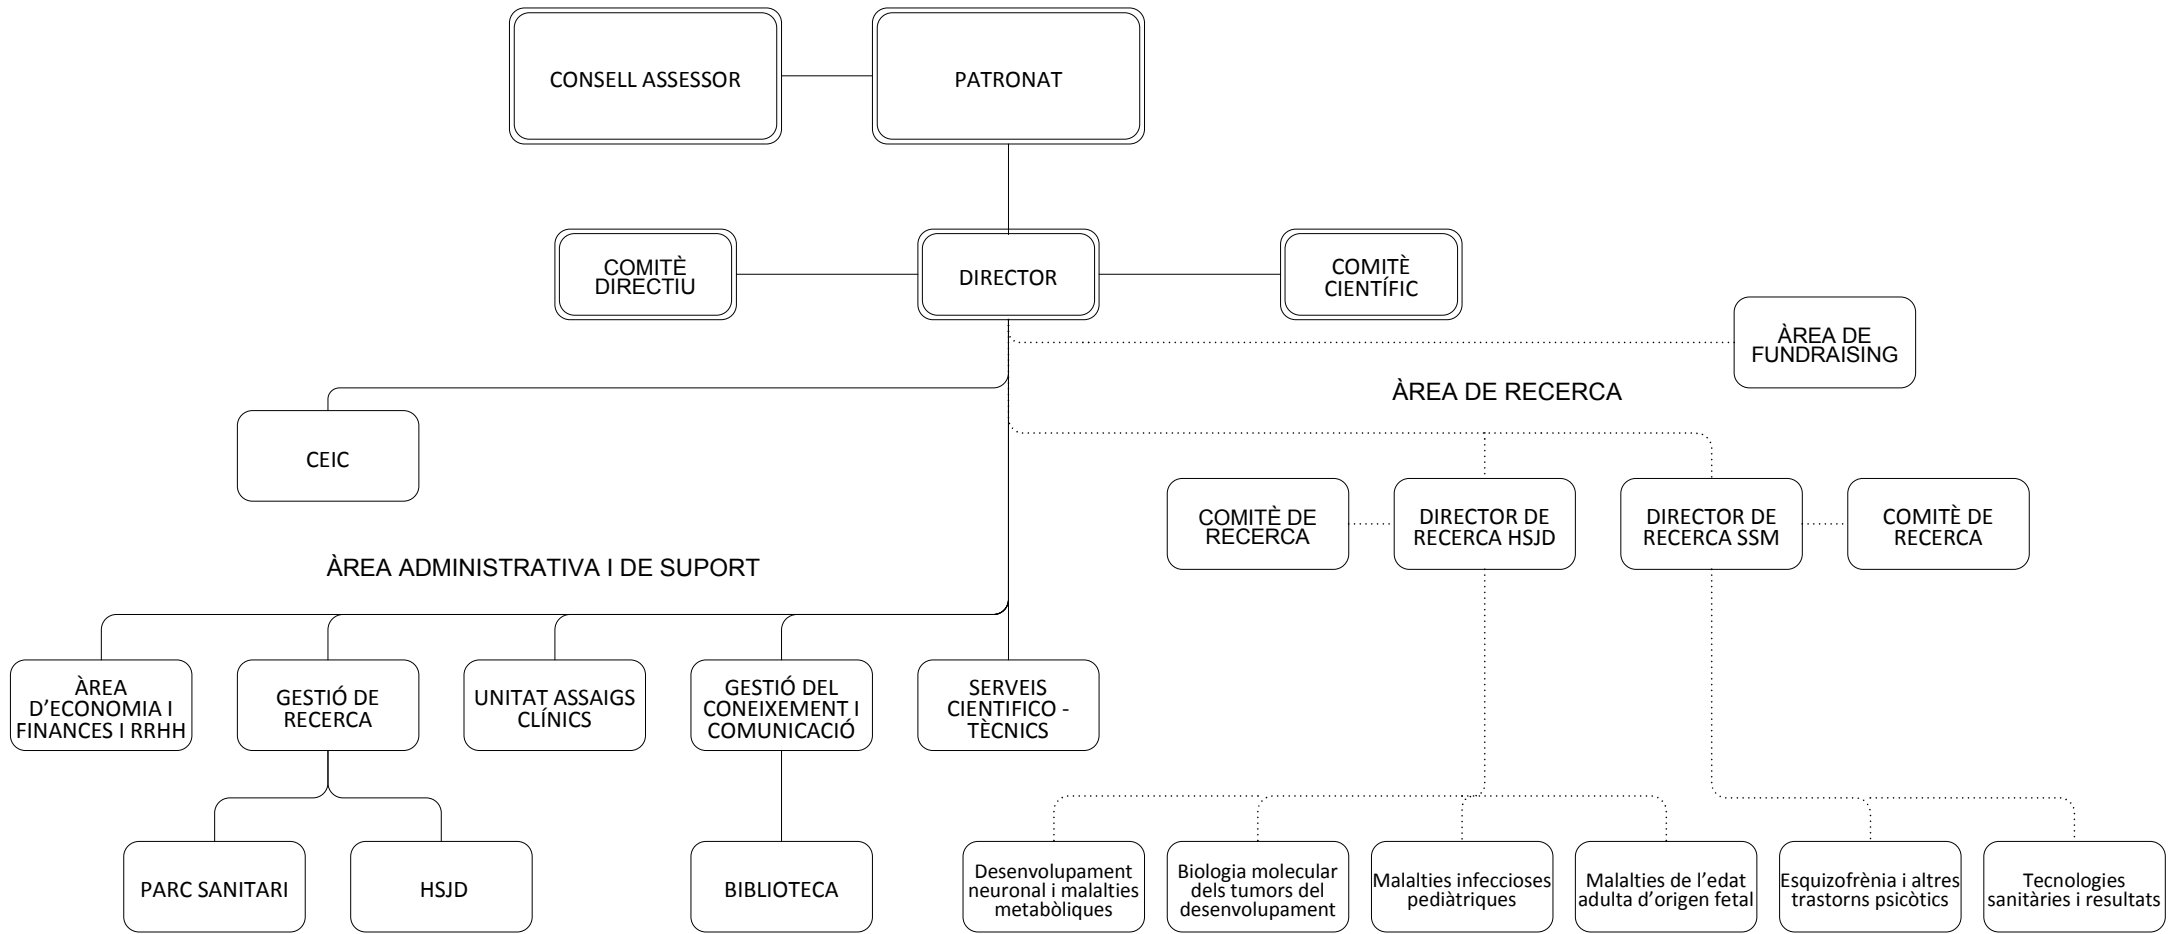 CONSELL ASSESSOR
PATRONAT
COMITÈ
DIRECTIU
DIRECTOR
COMITÈ
CIENTÍFIC
ÀREA DE
FUNDRAISING
ÀREA DE RECERCA
CEIC
COMITÈ DE
RECERCA
DIRECTOR DE
RECERCA HSJD
DIRECTOR DE
RECERCA SSM
COMITÈ DE
RECERCA
ÀREA ADMINISTRATIVA I DE SUPORT
ÀREA
D’ECONOMIA I
FINANCES I RRHH
GESTIÓ DE
RECERCA
UNITAT ASSAIGS
CLÍNICS
GESTIÓ DEL
CONEIXEMENT I
COMUNICACIÓ
SERVEIS
CIENTIFICO -
TÈCNICS
PARC SANITARI
HSJD
BIBLIOTECA
Desenvolupament
neuronal i malalties
metabòliques
Biologia molecular
dels tumors del
desenvolupament
Malalties infeccioses
pediàtriques
Malalties de l’edat
adulta d’origen fetal
Esquizofrènia i altres
trastorns psicòtics
Tecnologies
sanitàries i resultats